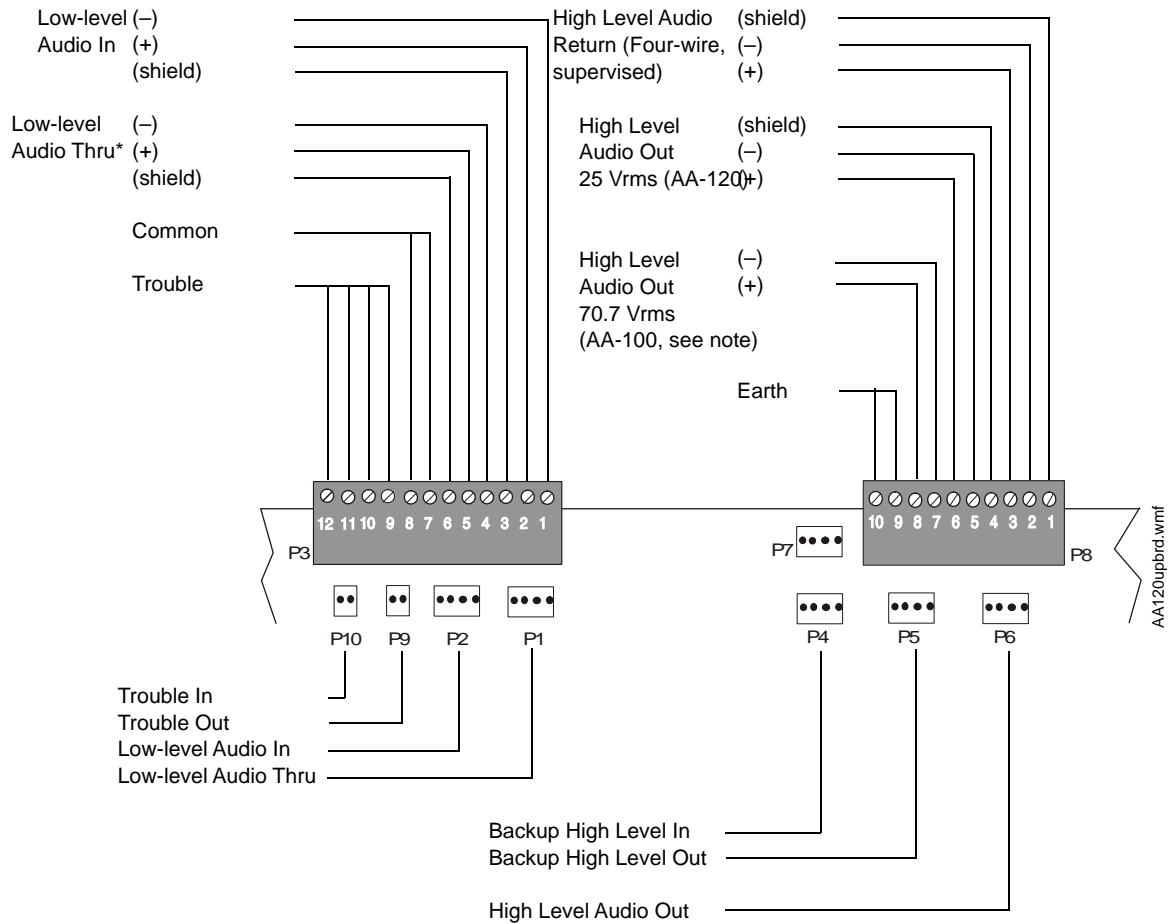 Low-level (–)
Audio In (+)
(shield)
Low-level (–)
Audio Thru* (+)
(shield)
Common
Trouble
High Level Audio (shield)
Return (Four-wire, (–)
supervised) (+)
High Level (shield)
Audio Out (–)
25 Vrms (AA-120) (+)
High Level (–)
Audio Out (+)
70.7 Vrms
(AA-100, see note)
Earth
12 11 10 9 8 7 6 5 4 3 2 1
P3
10 9 8 7 6 5 4 3 2 1
P8
P7
P10 P9 P2 P1
P4 P5 P6
Trouble In
Trouble Out
Low-level Audio In
Low-level Audio Thru
Backup High Level In
Backup High Level Out
High Level Audio Out
AA120upbrd.wmf